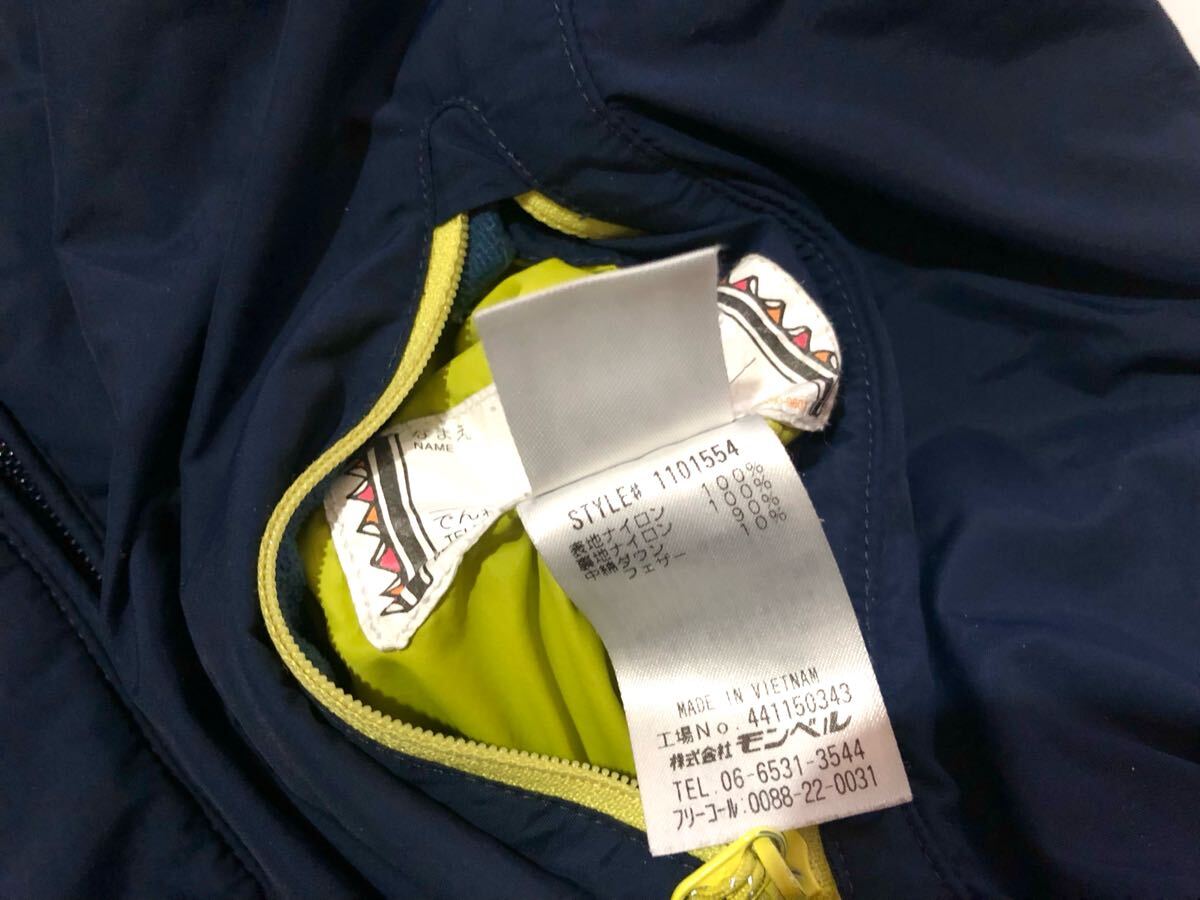 なまえ
NAME
STYLE# 1101554
表地ナイロン 100%
裏地ナイロン 100%
中綿ダウン 90%
フェザー 10%
MADE IN VIETNAM
工場No. 441150343
株式会社 モンベル
TEL. 06-6531-3544
フリーコール:0088-22-0031